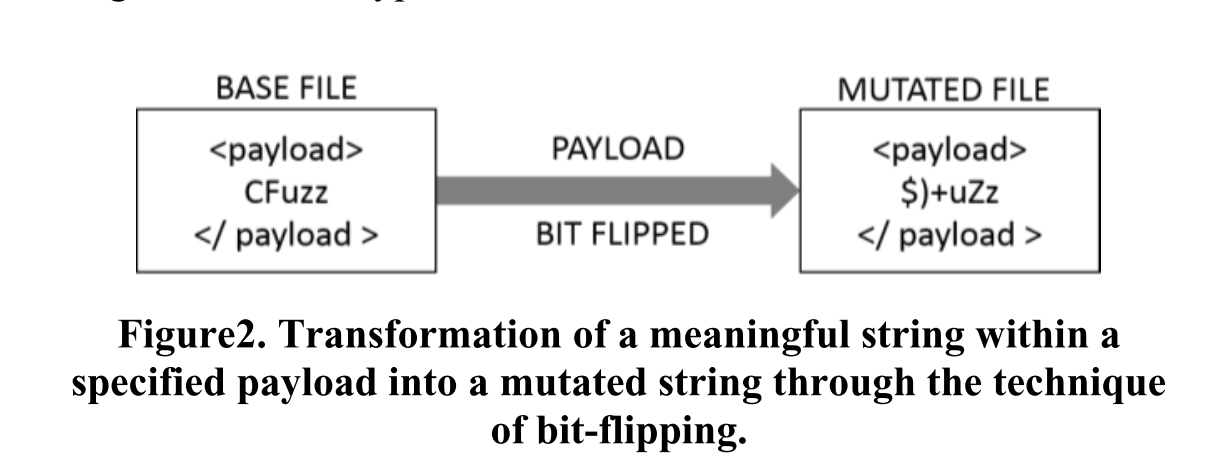 BASE FILE
<payload>
CFuzz
</ payload >
PAYLOAD
BIT FLIPPED
MUTATED FILE
<payload>
$)+uZz
</ payload >
Figure2. Transformation of a meaningful string within a
specified payload into a mutated string through the technique
of bit-flipping.